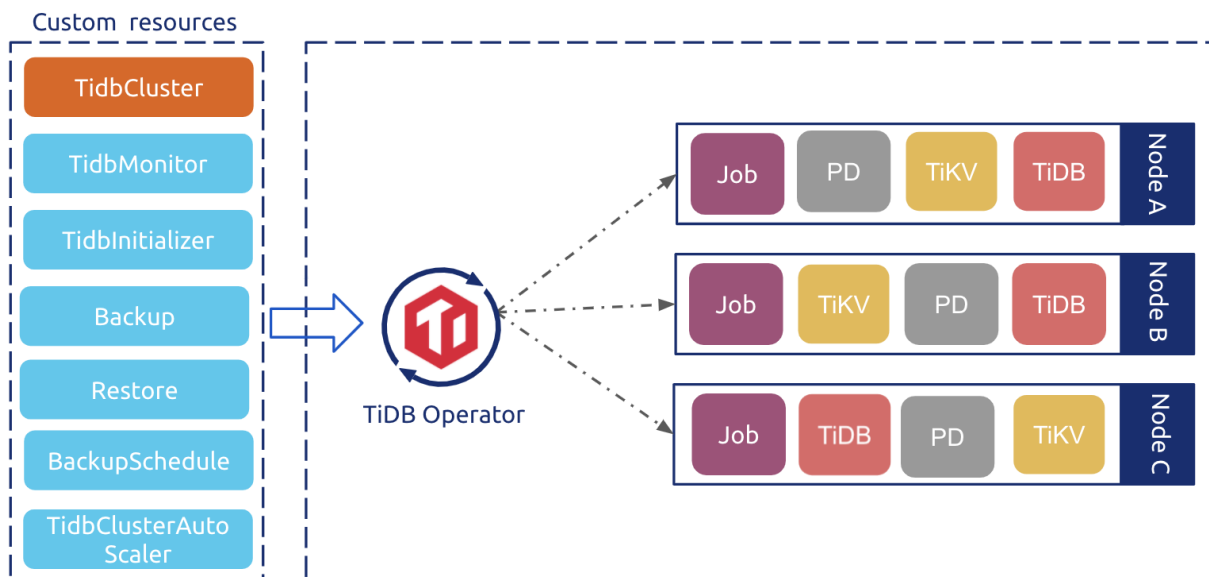 Custom resources
TidbCluster
TidbMonitor
TidbInitializer
Backup
Restore
BackupSchedule
TidbClusterAuto
Scaler
Ti
TiDB Operator
Job
PD
TiKV
TiDB
Node A
Job
TiKV
PD
TiDB
Node B
Job
TiDB
PD
TiKV
Node C